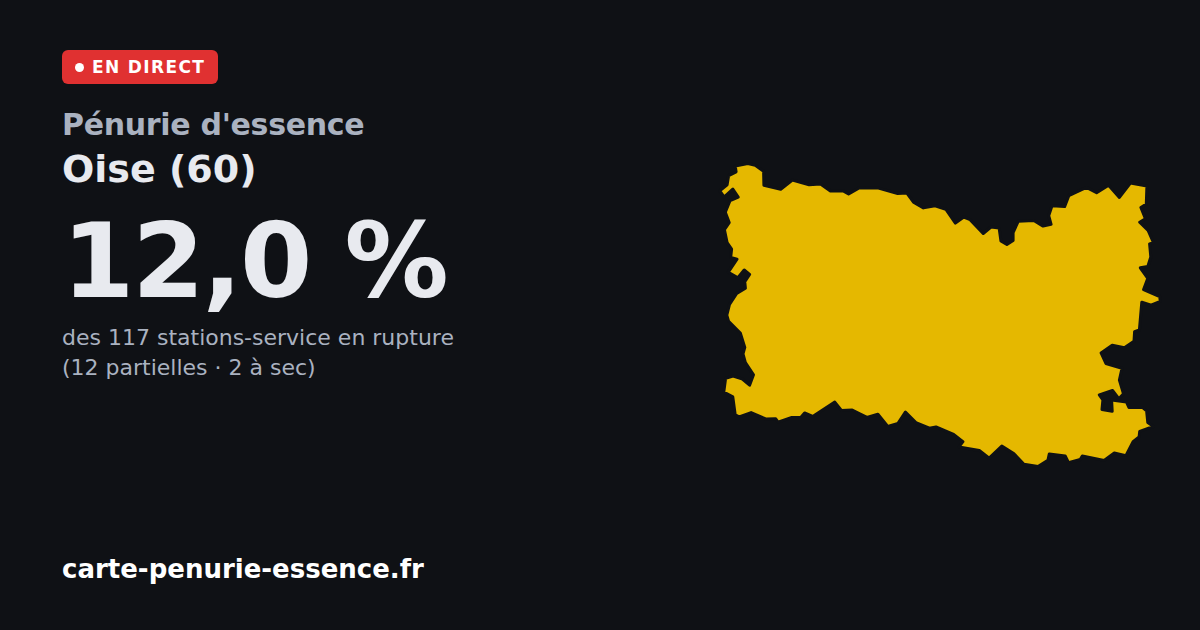 EN DIRECT
Pénurie d'essence
Oise (60)
12,0 %
des 117 stations-service en rupture
(12 partielles · 2 à sec)
carte-penurie-essence.fr